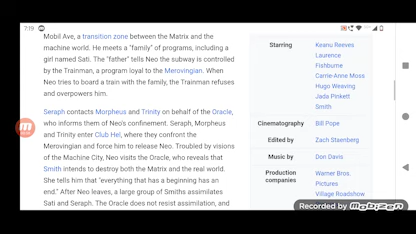 7:19
Mobil Ave, a transition zone between the Matrix and the
machine world. He meets a "family" of programs, including a
girl named Sati. The "father" tells Neo the subway is controlled
by the Trainman, a program loyal to the Merovingian. When
Neo tries to board a train with the family, the Trainman refuses
and overpowers him.
Seraph contacts Morpheus and Trinity on behalf of the Oracle,
who informs them of Neo's confinement. Seraph, Morpheus
and Trinity enter Club Hel, where they confront the
Merovingian and force him to release Neo. Troubled by visions
of the Machine City, Neo visits the Oracle, who reveals that
Smith intends to destroy both the Matrix and the real world.
She tells him that "everything that has a beginning has an
end." After Neo leaves, a large group of Smiths assimilates
Sati and Seraph. The Oracle does not resist assimilation, and
Starring
Keanu Reeves
Laurence
Fishburne
Carrie-Anne Moss
Hugo Weaving
Jada Pinkett
Smith
Cinematography
Bill Pope
Edited by
Zach Staenberg
Music by
Don Davis
Production
companies
Warner Bros.
Pictures
Village Roadshow
Recorded by Mobizen